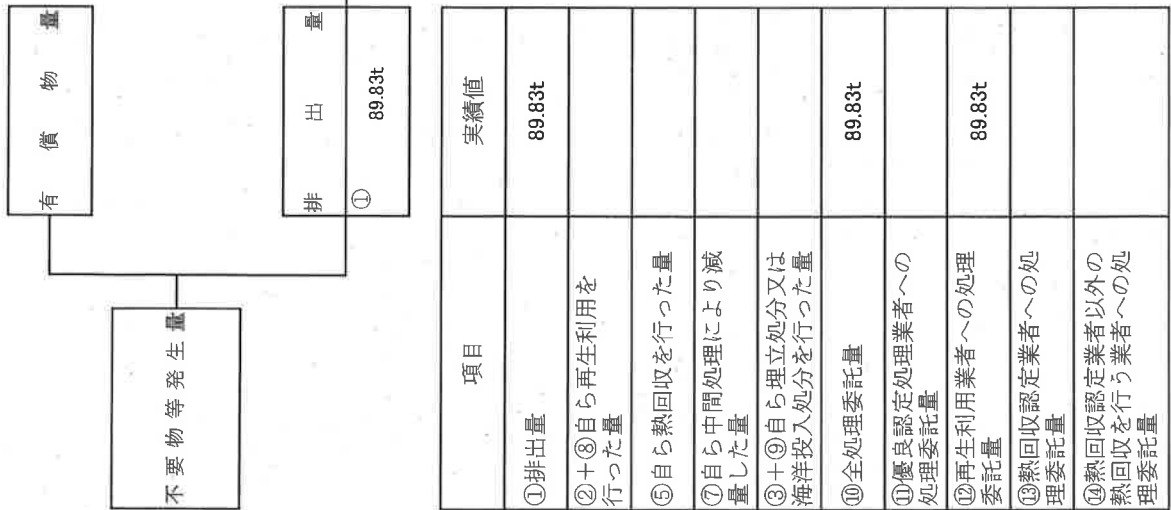 不要物等発生量
有償物量
排出量
①
89.83t
項目
実績値
①排出量
89.83t
②+⑧自ら再生利用を
行った量
⑤自ら熱回収を行った量
⑦自ら中間処理により減
量した量
③+⑨自ら埋立処分又は
海洋投入処分を行った量
⑩全処理委託量
89.83t
⑪優良認定処理業者への
処理委託量
⑫再生利用業者への処理
委託量
89.83t
⑬熱回収認定業者への処
理委託量
⑭熱回収認定業者以外の
熱回収を行う業者への処
理委託量